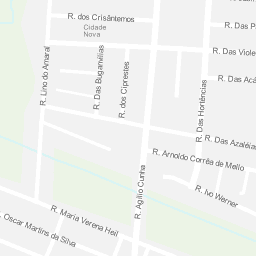 R. dos Crisântemos
Cidade
Nova
R. Das
R. Das Viole
R. Lino do Amaral
R. Das Buganvílias
R. dos Ciprestes
R. Das Acá
R. Das Hortências
R. Das Azaléias
R. Arnoldo Corrêa de Mello
R. Agílio Cunha
R. Ivo Werner
R. Maria Verena Heil
R. Oscar Martins da Silva